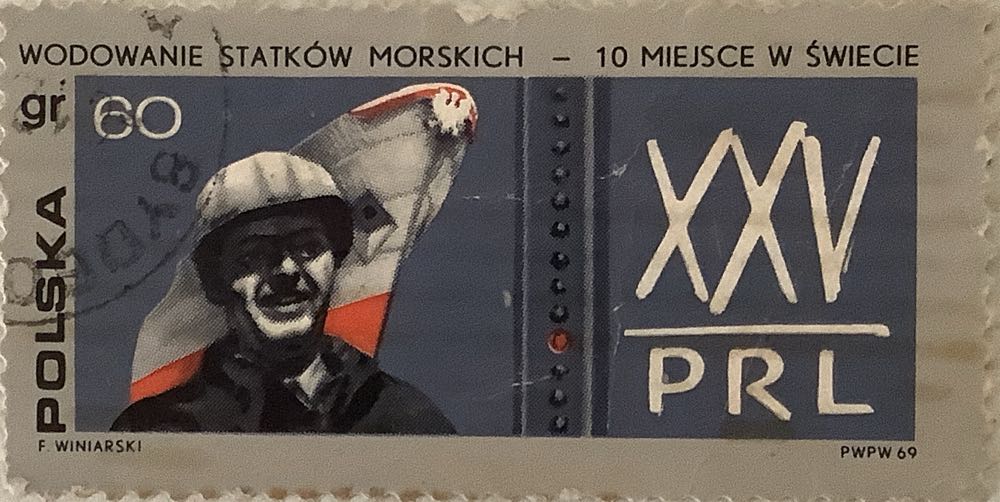 WODOWANIE STATKÓW MORSKICH – 10 MIEJSCE W ŚWIECIE
gr 60
POLSKA
XXV
PRL
F. WINIARSKI
PWPW 69